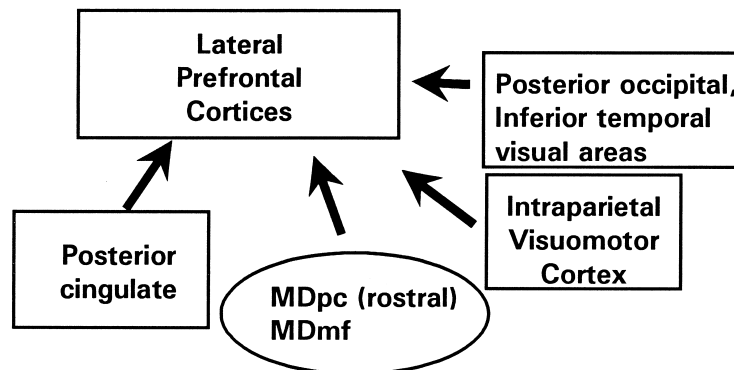 Lateral
Prefrontal
Cortices
Posterior occipital,
Inferior temporal
visual areas
Intraparietal
Visuomotor
Cortex
Posterior
cingulate
MDpc (rostral)
MDmf